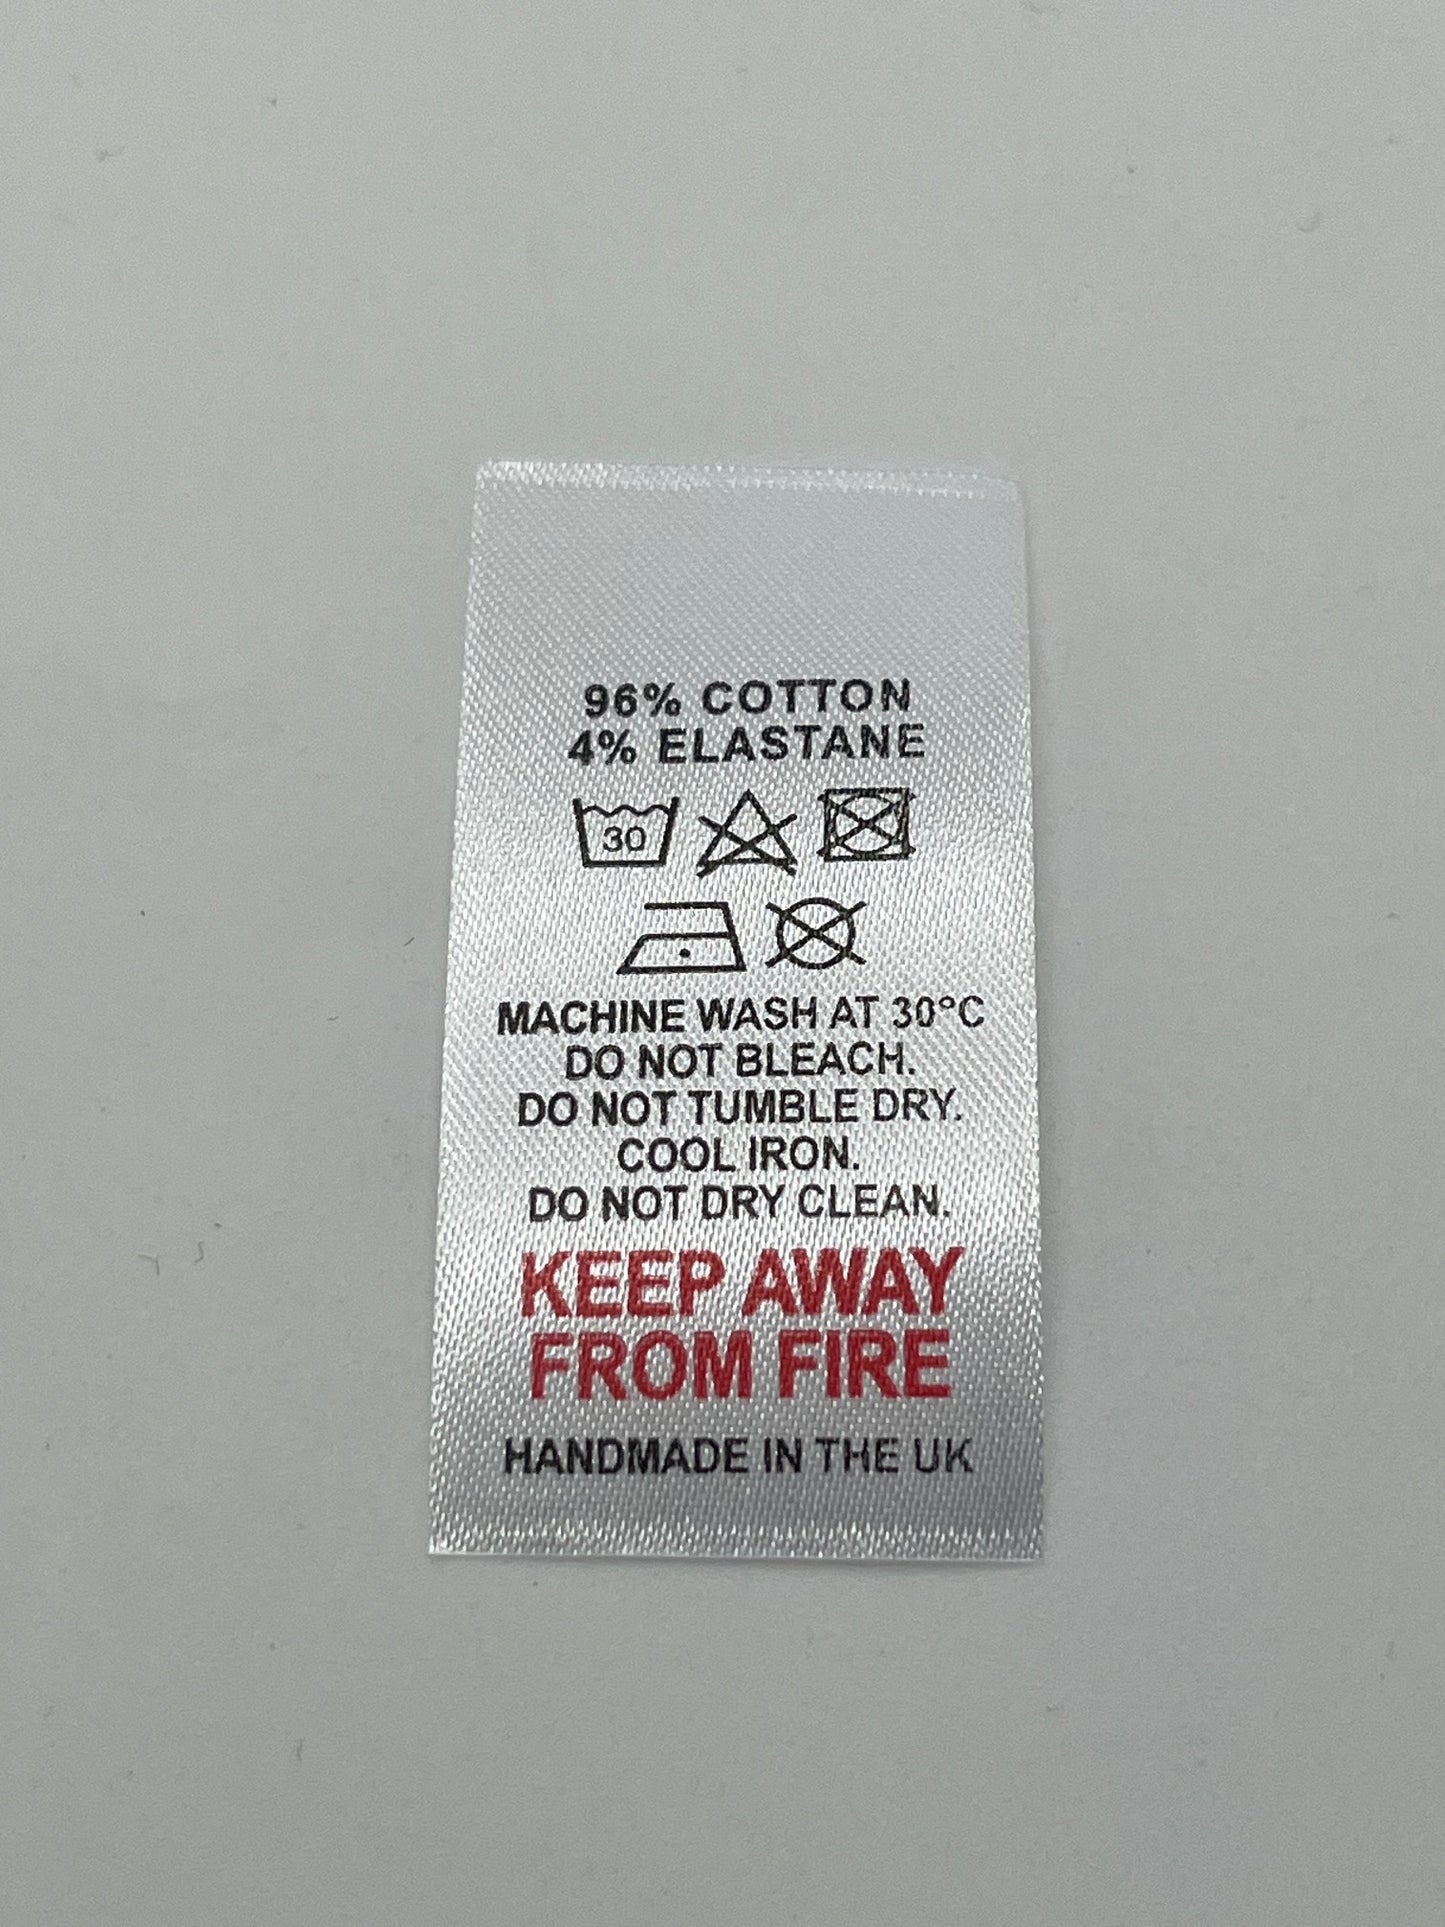 96% COTTON
4% ELASTANE
30
MACHINE WASH AT 30°C
DO NOT BLEACH.
DO NOT TUMBLE DRY.
COOL IRON.
DO NOT DRY CLEAN.
KEEP AWAY
FROM FIRE
HANDMADE IN THE UK